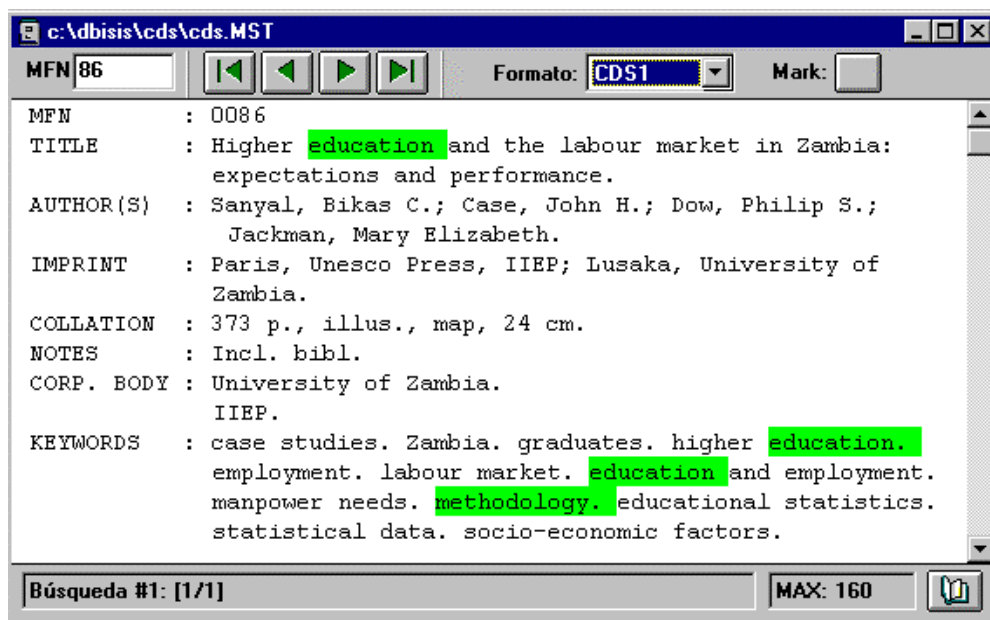 c:\dbisis\cds\cds.MST
MFN 86 Formato: CDS1 Mark:
MFN : 0086
TITLE : Higher education and the labour market in Zambia:
expectations and performance.
AUTHOR(S) : Sanyal, Bikas C.; Case, John H.; Dow, Philip S.;
Jackman, Mary Elizabeth.
IMPRINT : Paris, Unesco Press, IIEP; Lusaka, University of
Zambia.
COLLATION : 373 p., illus., map, 24 cm.
NOTES : Incl. bibl.
CORP. BODY : University of Zambia.
IIEP.
KEYWORDS : case studies. Zambia. graduates. higher education.
employment. labour market. education and employment.
manpower needs. methodology. educational statistics.
statistical data. socio-economic factors.
Búsqueda #1: [1/1] MAX: 160